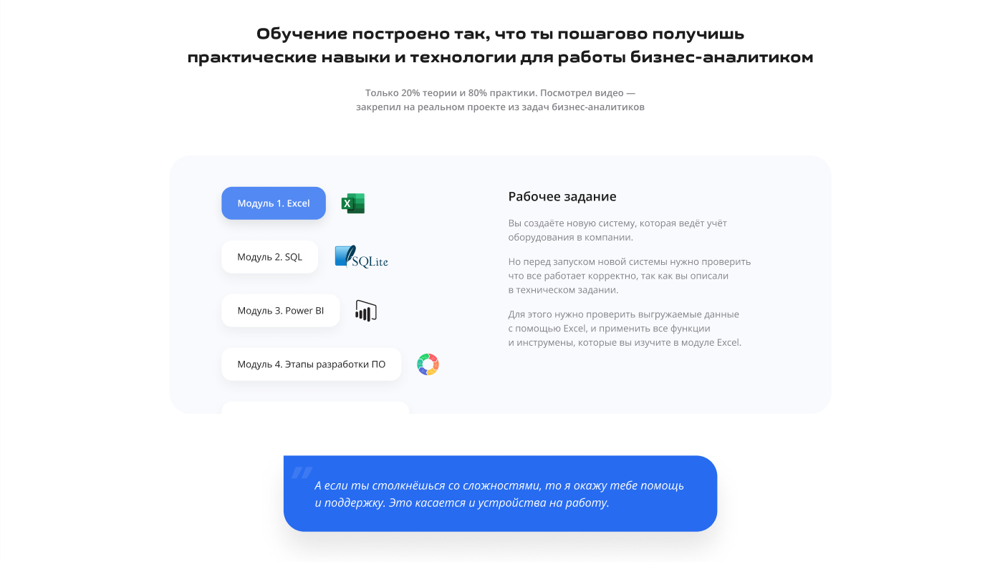 Обучение построено так, что ты пошагово получишь
практические навыки и технологии для работы бизнес-аналитиком
Только 20% теории и 80% практики. Посмотрел видео —
закрепил на реальном проекте из задач бизнес-аналитиков
Модуль 1. Excel
X
Модуль 2. SQL
SQLite
Модуль 3. Power BI
Модуль 4. Этапы разработки ПО
Рабочее задание
Вы создаёте новую систему, которая ведёт учёт
оборудования в компании.
Но перед запуском новой системы нужно проверить
что все работает корректно, так как вы описали
в техническом задании.
Для этого нужно проверить выгружаемые данные
с помощью Excel, и применить все функции
и инструмены, которые вы изучите в модуле Excel.
А если ты столкнёшься со сложностями, то я окажу тебе помощь
и поддержку. Это касается и устройства на работу.